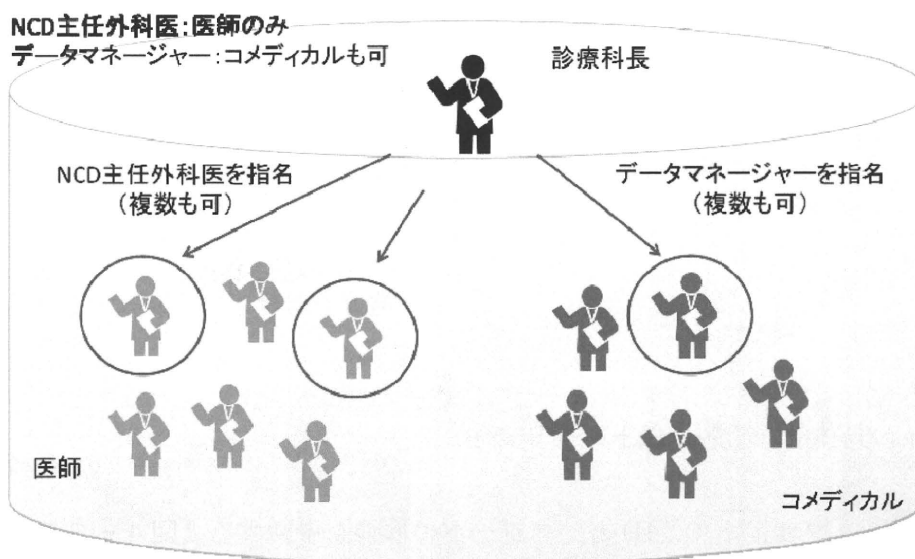 NCD主任外科医:医師のみ
データマネージャー:コメディカルも可
診療科長
NCD主任外科医を指名
(複数も可)
データマネージャーを指名
(複数も可)
医師
コメディカル